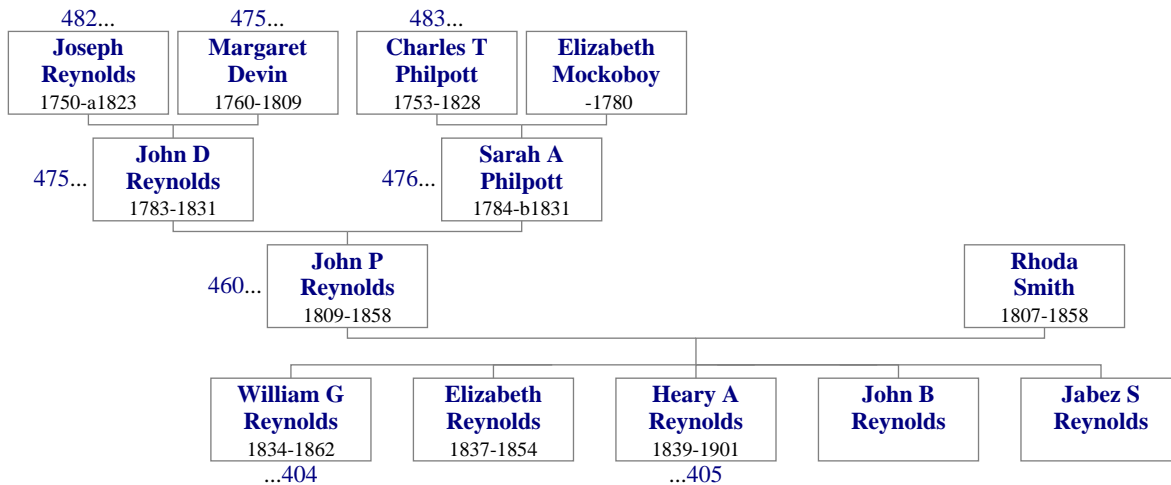 482... 475... 483...
Joseph Margaret Charles T Elizabeth
Reynolds Devin Philpott Mockoboy
1750-a1823 1760-1809 1753-1828 -1780
John D Sarah A
475... Reynolds 476... Philpott
1783-1831 1784-b1831
John P Rhoda
460... Reynolds Smith
1809-1858 1807-1858
William G Elizabeth Heary A John B Jabez S
Reynolds Reynolds Reynolds Reynolds Reynolds
1834-1862 1837-1854 1839-1901
...404 ...405